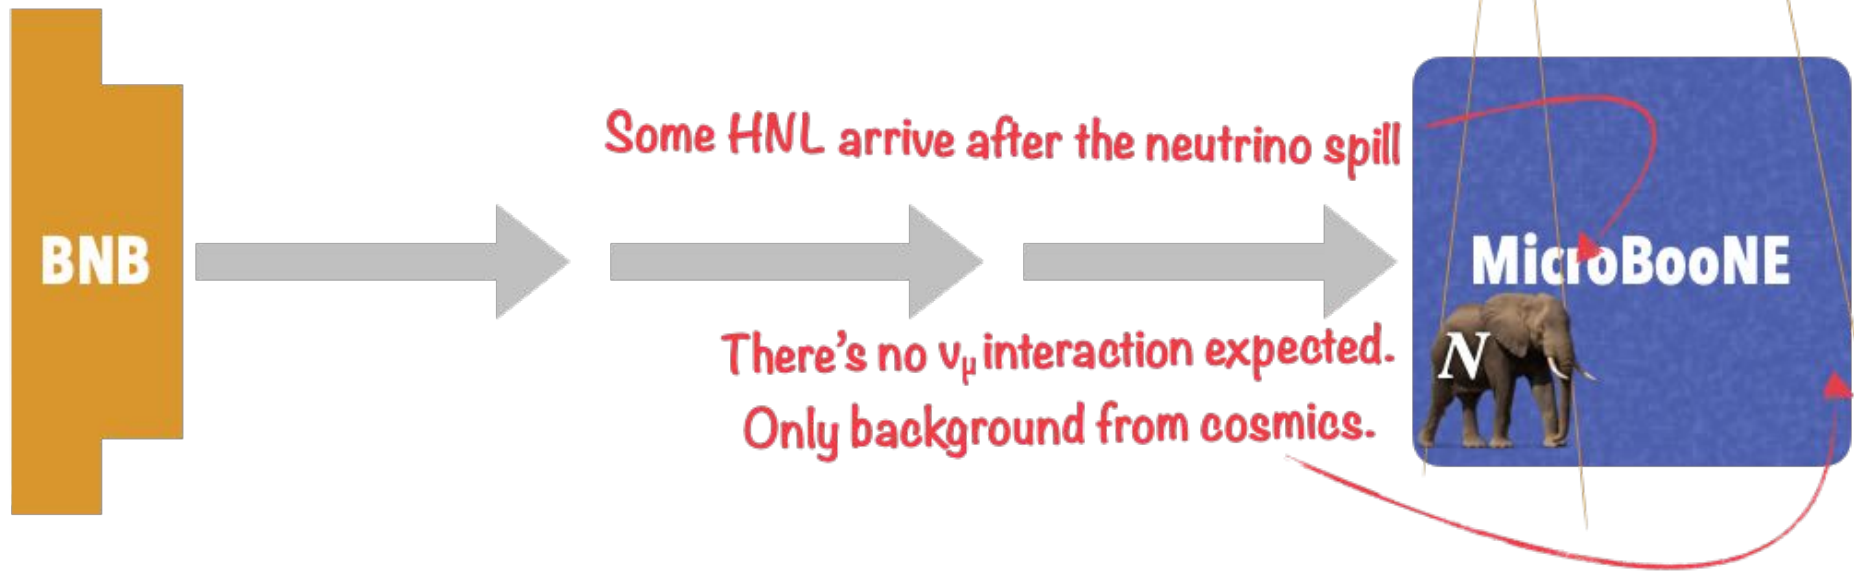 Some HNL arrive after the neutrino spill
BNB
MicroBooNE
There's no νμ interaction expected.
N
Only background from cosmics.